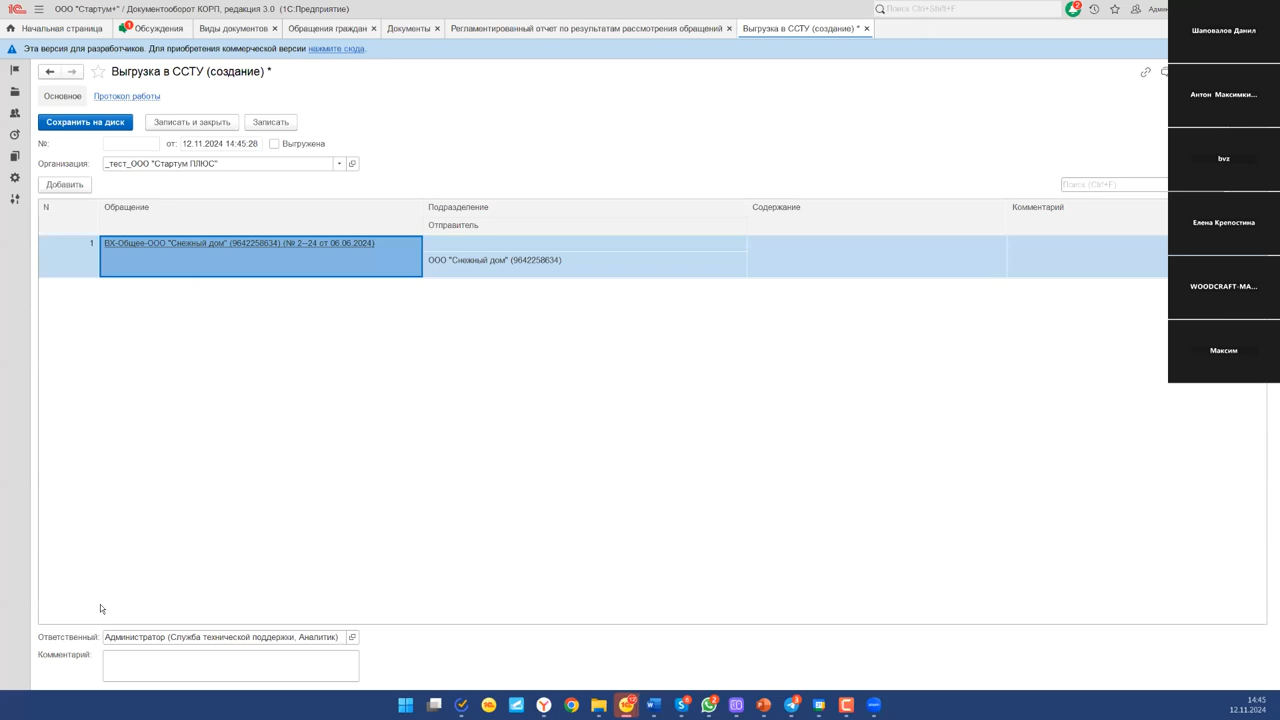 ООО "Стартум+" / Документооборот КОРП, редакция 3.0 (1С:Предприятие)
Поиск Ctrl+Shift+F
2
Начальная страница
1
Обсуждения
Виды документов ×
Обращения граждан ×
Документы ×
Регламентированный отчет по результатам рассмотрения обращений ×
Выгрузка в ССТУ (создание) * ×
Эта версия для разработчиков. Для приобретения коммерческой версии нажмите сюда.
Выгрузка в ССТУ (создание) *
Основное
Протокол работы
Сохранить на диск
Записать и закрыть
Записать
№:
от: 12.11.2024 14:45:28
Выгружена
Организация: _тест_ООО "Стартум ПЛЮС"
Добавить
Поиск (Ctrl+F)
N
Обращение
Подразделение
Отправитель
Содержание
Комментарий
1
ВХ-Общее-ООО "Снежный дом" (9642258634) (№ 2--24 от 06.06.2024)
ООО "Снежный дом" (9642258634)
Ответственный: Администратор (Служба технической поддержки, Аналитик)
Комментарий:
Шаповалов Данил
Антон Максимки...
bvz
Елена Крепостина
WOODCRAFT-MA...
Максим
14:45
12.11.2024